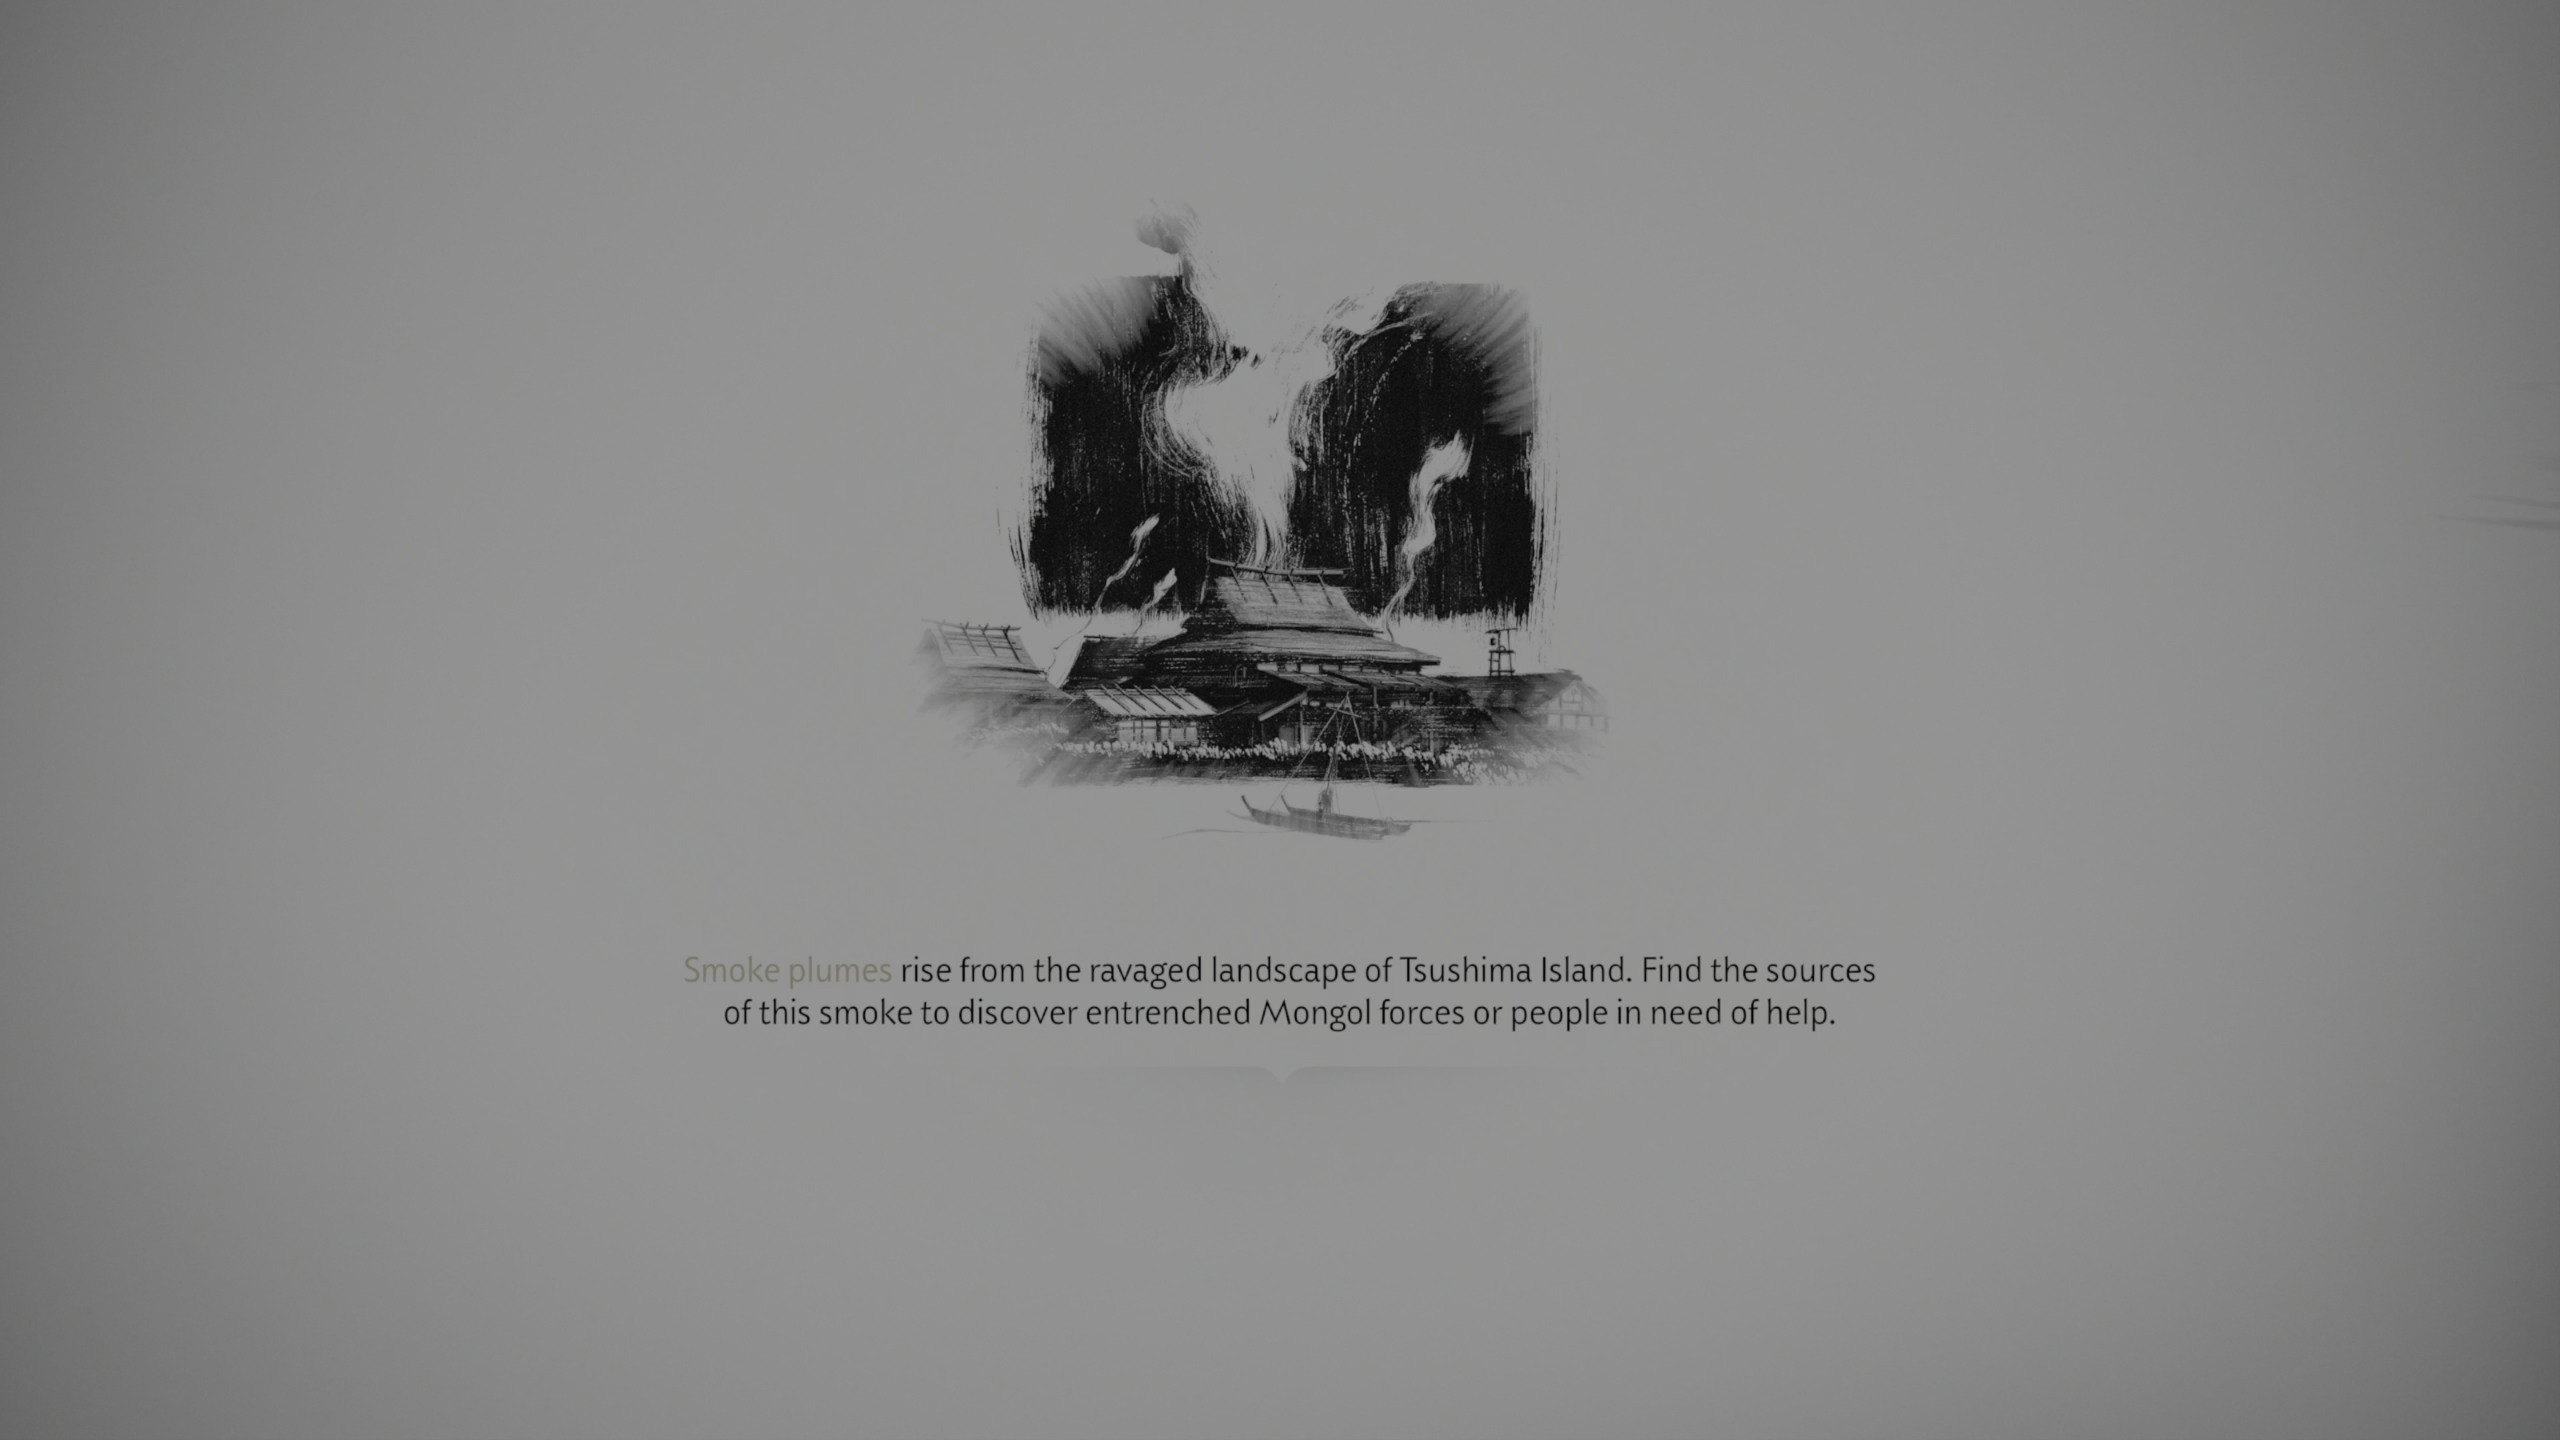 Smoke plumes rise from the ravaged landscape of Tsushima Island. Find the sources
of this smoke to discover entrenched Mongol forces or people in need of help.